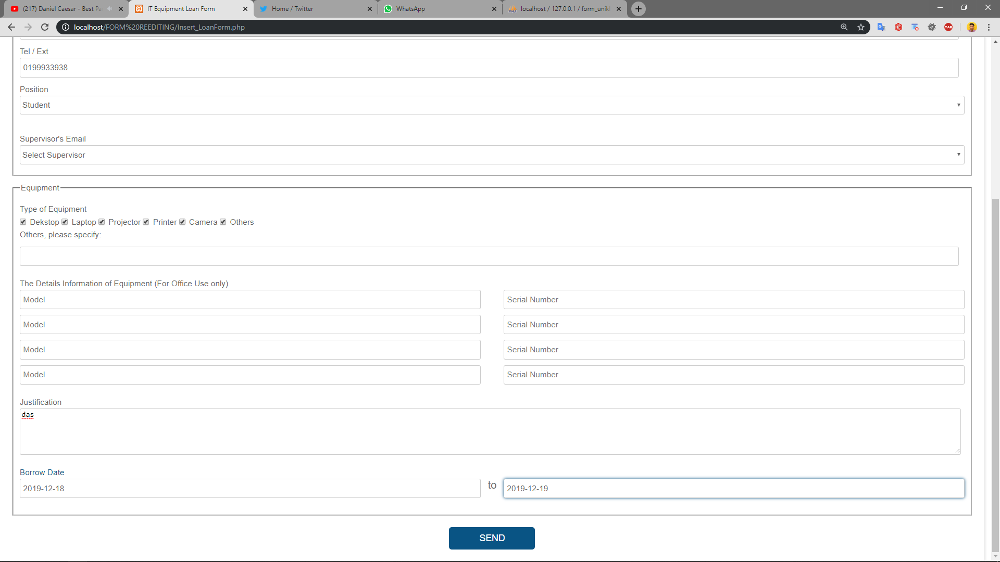 (217) Daniel Caesar - Best Pa
IT Equipment Loan Form
Home / Twitter
WhatsApp
localhost / 127.0.0.1 / form_unikl
localhost/FORM%20REEDITING/Insert_LoanForm.php
YAB
Tel / Ext
0199933938
Position
Student
Supervisor's Email
Select Supervisor
Equipment
Type of Equipment
Dekstop Laptop Projector Printer Camera Others
Others, please specify:
The Details Information of Equipment (For Office Use only)
Model Serial Number
Model Serial Number
Model Serial Number
Model Serial Number
Justification
das
Borrow Date
2019-12-18 to 2019-12-19
SEND